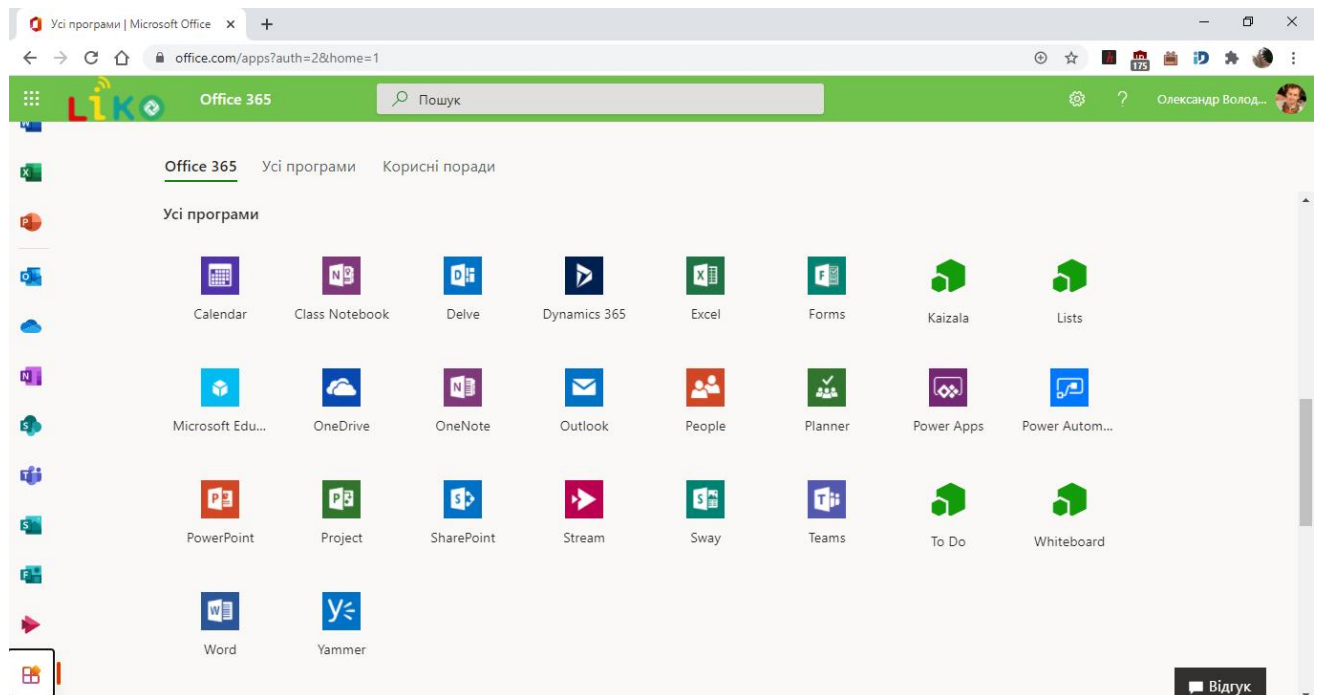 Усі програми | Microsoft Office
office.com/apps?auth=2&home=1
175
LiKO
Office 365
Пошук
?
Олександр Волод...
Office 365 Усі програми Корисні поради
Усі програми
Calendar Class Notebook Delve Dynamics 365 Excel Forms Kaizala Lists
Microsoft Edu... OneDrive OneNote Outlook People Planner Power Apps Power Autom...
PowerPoint Project SharePoint Stream Sway Teams To Do Whiteboard
Word Yammer
Відгук